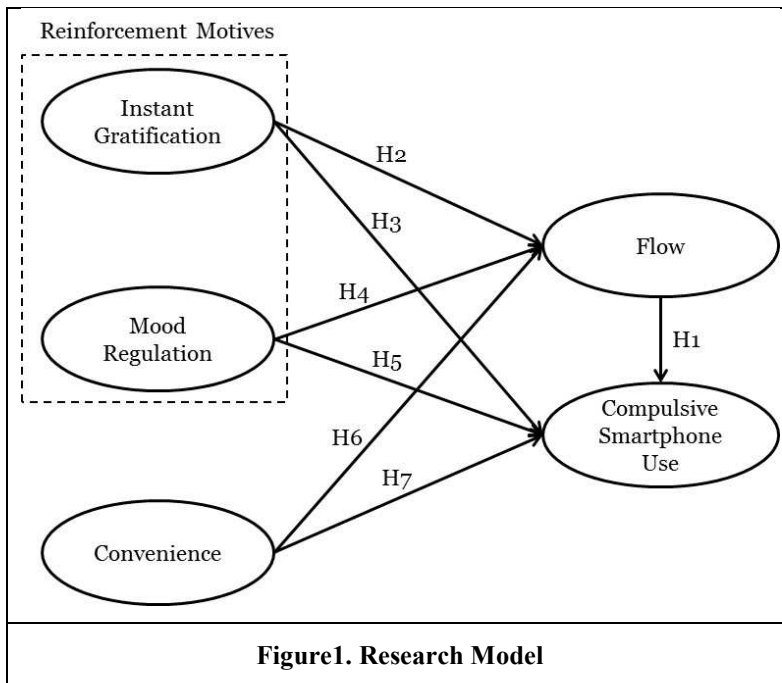 Reinforcement Motives
Instant
Gratification
H2
H3
Flow
H4
Mood
Regulation
H5
H1
Compulsive
Smartphone
Use
H6
H7
Convenience
Figure1. Research Model